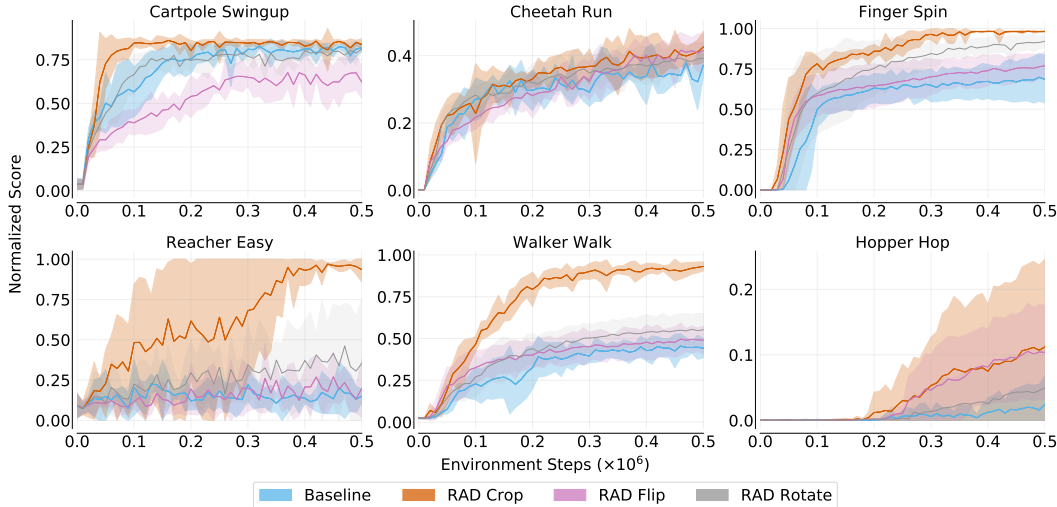 Cartpole Swingup
Cheetah Run
Finger Spin
0.75
0.50
0.25
0.00
0.0 0.1 0.2 0.3 0.4 0.5
0.4
0.2
0.0
0.0 0.1 0.2 0.3 0.4 0.5
1.00
0.75
0.50
0.25
0.00
0.0 0.1 0.2 0.3 0.4 0.5
Normalized Score
Reacher Easy
Walker Walk
Hopper Hop
1.00
0.75
0.50
0.25
0.00
0.0 0.1 0.2 0.3 0.4 0.5
1.00
0.75
0.50
0.25
0.00
0.0 0.1 0.2 0.3 0.4 0.5
0.2
0.1
0.0
0.0 0.1 0.2 0.3 0.4 0.5
Environment Steps (×10⁶)
Baseline RAD Crop RAD Flip RAD Rotate